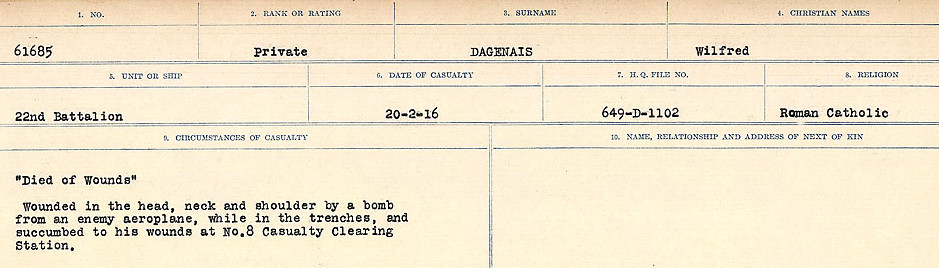 1. NO. 2. RANK OR RATING 3. SURNAME 4. CHRISTIAN NAMES
61685 Private DAGENAIS Wilfred
5. UNIT OR SHIP 6. DATE OF CASUALTY 7. H. Q. FILE NO. 8. RELIGION
22nd Battalion 20-2-16 649-D-1102 Roman Catholic
9. CIRCUMSTANCES OF CASUALTY 10. NAME, RELATIONSHIP AND ADDRESS OF NEXT OF KIN
"Died of Wounds"
Wounded in the head, neck and shoulder by a bomb
from an enemy aeroplane, while in the trenches, and
succumbed to his wounds at No.8 Casualty Clearing
Station.